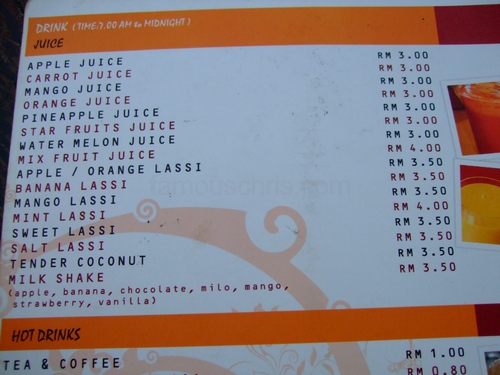 DRINK (TIME:7.00 AM to MIDNIGHT)
JUICE
APPLE JUICE RM 3.00
CARROT JUICE RM 3.00
MANGO JUICE RM 3.00
ORANGE JUICE RM 3.00
PINEAPPLE JUICE RM 3.00
STAR FRUITS JUICE RM 3.00
WATER MELON JUICE RM 3.00
MIX FRUIT JUICE RM 4.00
APPLE / ORANGE LASSI RM 3.50
BANANA LASSI RM 3.50
MANGO LASSI RM 3.50
MINT LASSI RM 4.00
SWEET LASSI RM 3.50
SALT LASSI RM 3.50
TENDER COCONUT RM 3.50
MILK SHAKE RM 3.50
(apple, banana, chocolate, milo, mango,
strawberry, vanilla)
famouschris.com
HOT DRINKS
TEA & COFFEE RM 1.00
RM 0.80